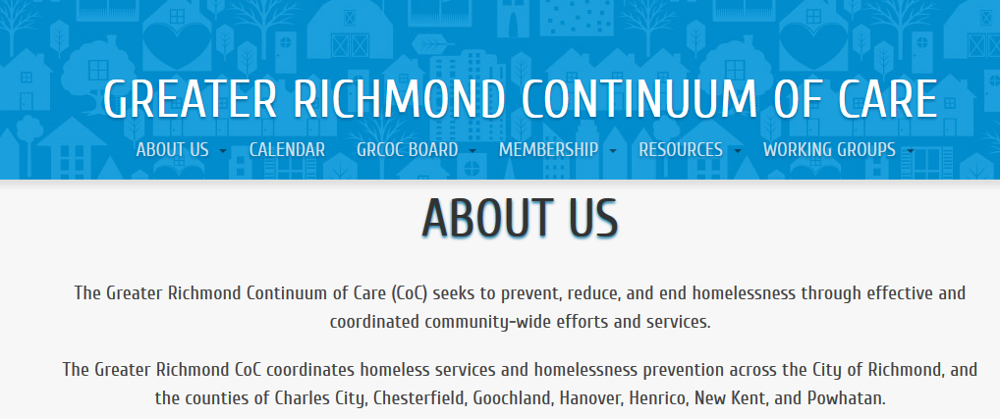 GREATER RICHMOND CONTINUUM OF CARE
ABOUT US CALENDAR GRCOC BOARD MEMBERSHIP RESOURCES WORKING GROUPS
ABOUT US
The Greater Richmond Continuum of Care (CoC) seeks to prevent, reduce, and end homelessness through effective and
coordinated community-wide efforts and services.
The Greater Richmond CoC coordinates homeless services and homelessness prevention across the City of Richmond, and
the counties of Charles City, Chesterfield, Goochland, Hanover, Henrico, New Kent, and Powhatan.